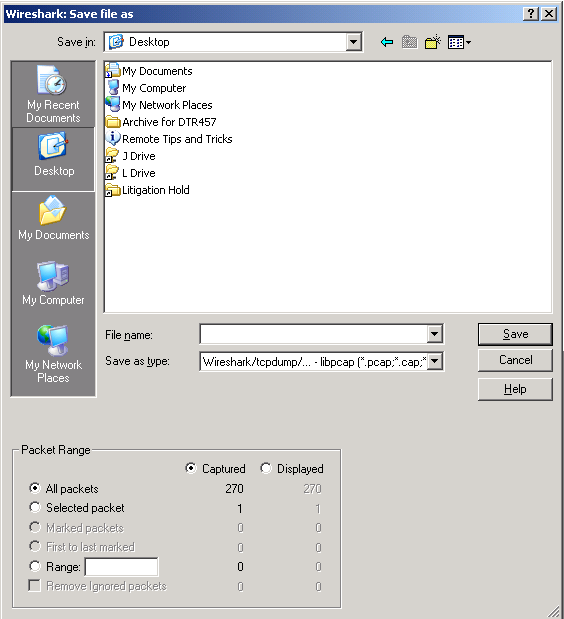 Wireshark: Save file as
Save in: Desktop
My Recent Documents
Desktop
My Documents
My Computer
My Network Places
My Documents
My Computer
My Network Places
Archive for DTR457
Remote Tips and Tricks
J Drive
L Drive
Litigation Hold
File name:
Save
Save as type: Wireshark/tcpdump/... - libpcap (*.pcap;*.cap;*
Cancel
Help
Packet Range
Captured Displayed
All packets 270 270
Selected packet 1 1
Marked packets 0 0
First to last marked 0 0
Range: 0 0
Remove Ignored packets 0 0